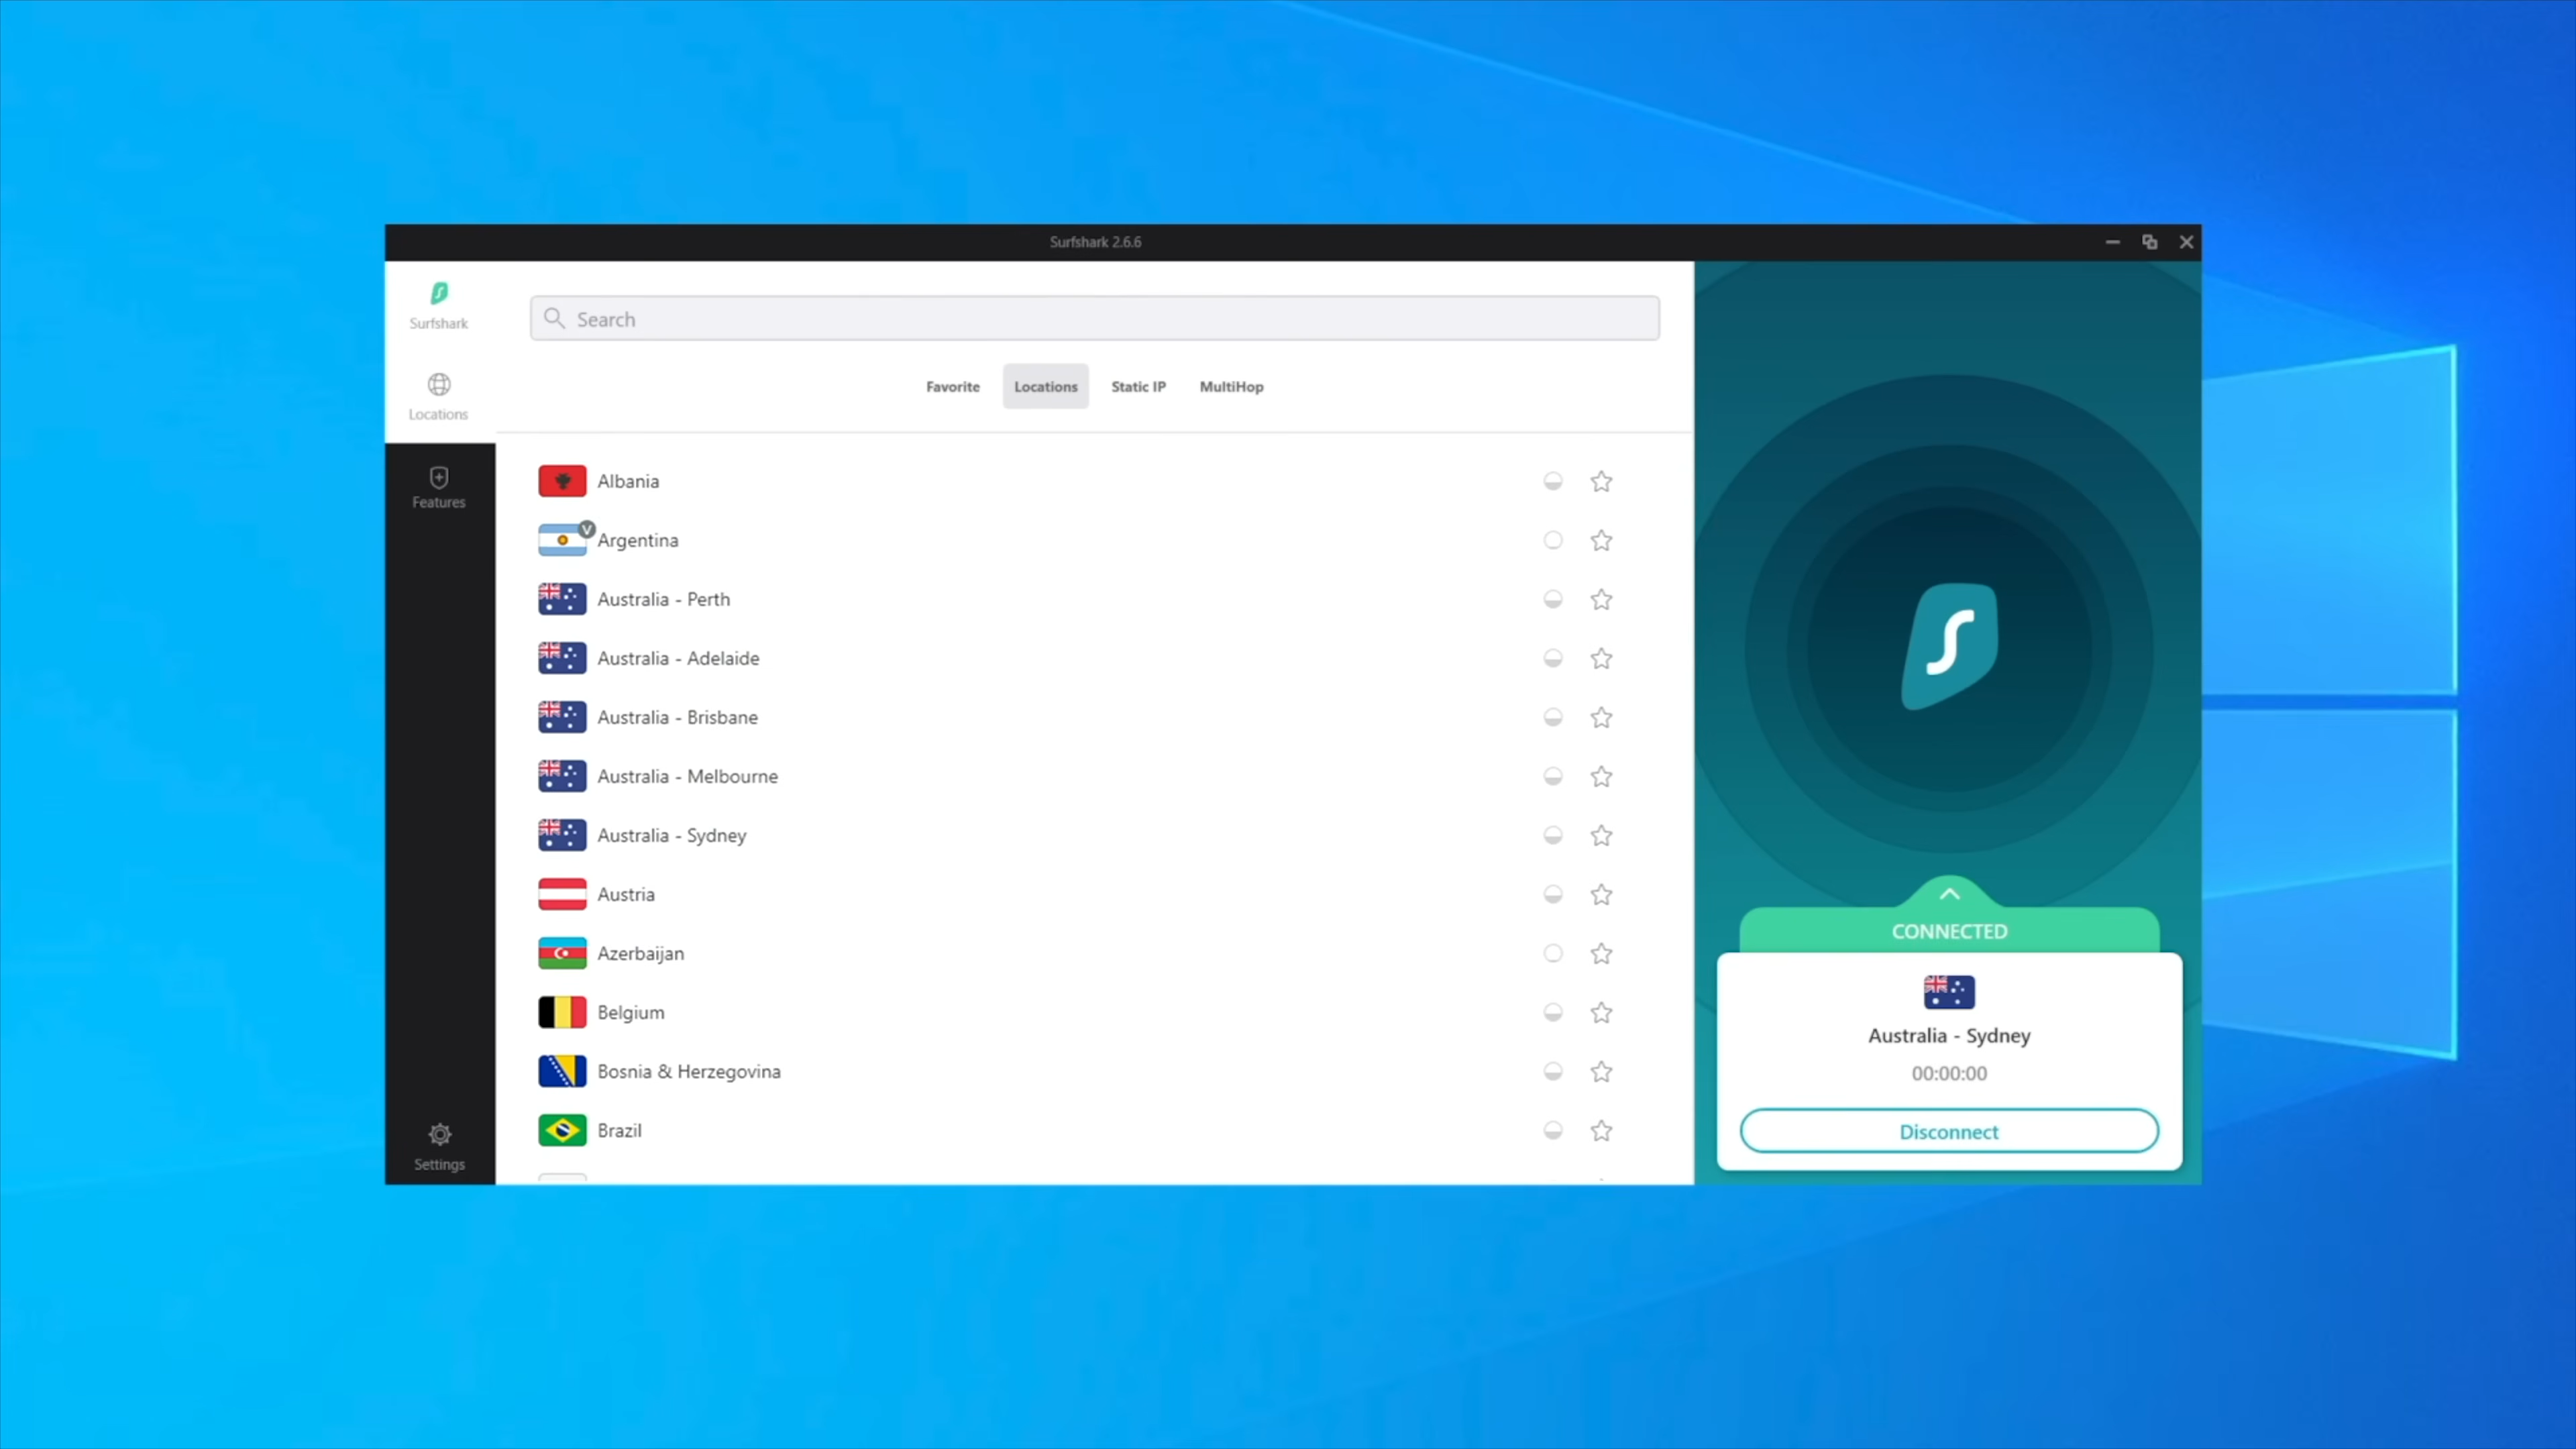 Surfshark 2.6.6
Surfshark
Locations
Features
Settings
Search
Favorite
Locations
Static IP
MultiHop
Albania
V
Argentina
Australia - Perth
Australia - Adelaide
Australia - Brisbane
Australia - Melbourne
Australia - Sydney
Austria
Azerbaijan
Belgium
Bosnia & Herzegovina
Brazil
CONNECTED
Australia - Sydney
00:00:00
Disconnect